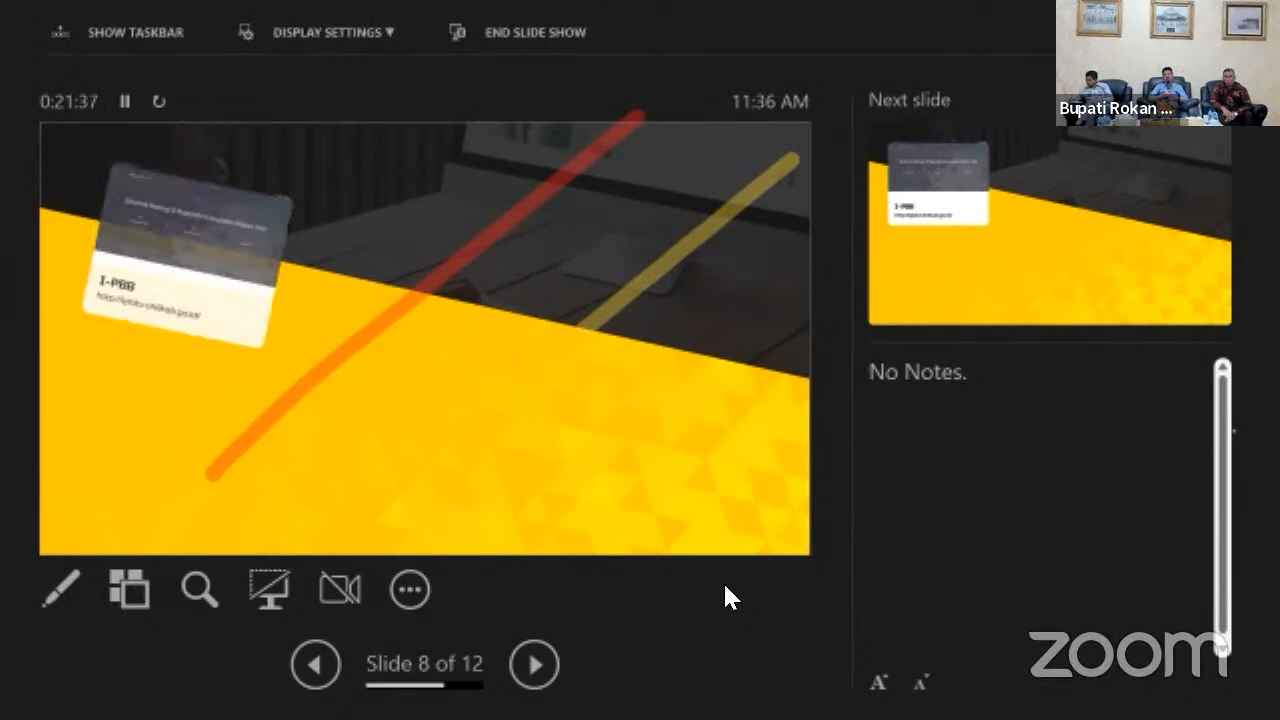 SHOW TASKBAR
DISPLAY SETTINGS ▼
END SLIDE SHOW
Bupati Rokan ...
0:21:37
11:36 AM
Next slide
I-PBB
I-PBB
No Notes.
Slide 8 of 12
A A
zoom